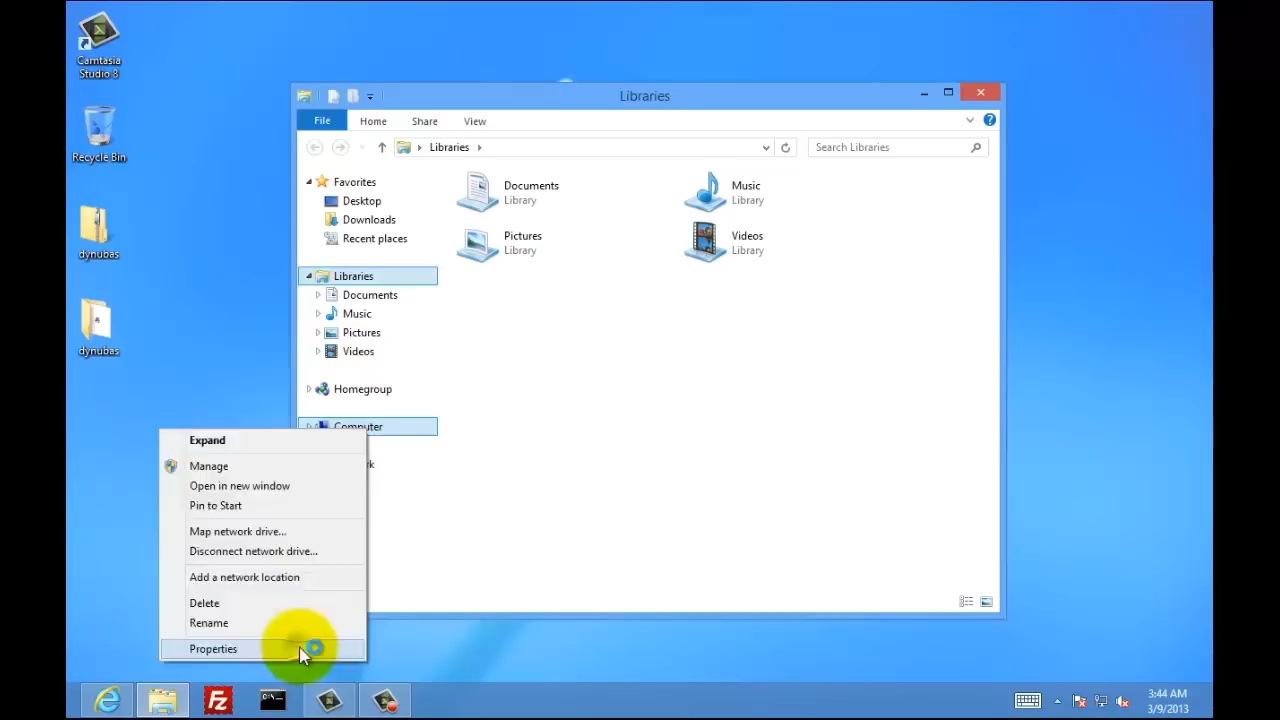 Camtasia
Studio 8
Recycle Bin
dynubas
dynubas
Libraries
File
Home
Share
View
Libraries
Search Libraries
Favorites
Desktop
Downloads
Recent places
Libraries
Documents
Music
Pictures
Videos
Homegroup
Computer
Documents
Library
Music
Library
Pictures
Library
Videos
Library
Expand
Manage
Open in new window
Pin to Start
Map network drive...
Disconnect network drive...
Add a network location
Delete
Rename
Properties
Fz
C:\_
3:44 AM
3/9/2013